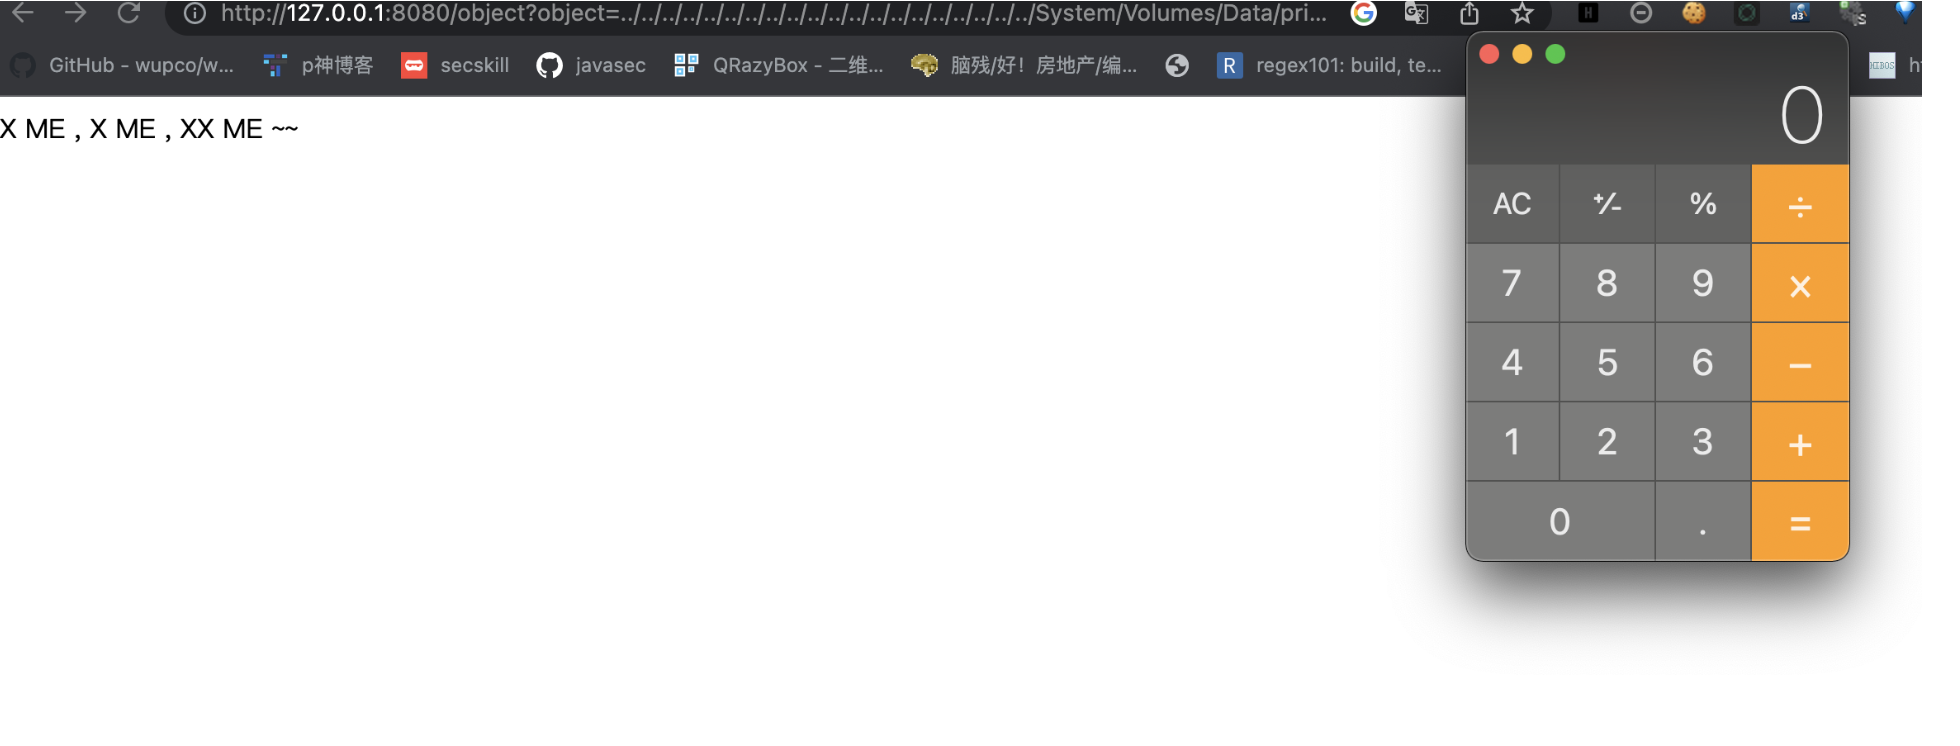 http://127.0.0.1:8080/object?object=../../../../../../../../../../../../../../../System/Volumes/Data/pri...
GitHub - wupco/w... p神博客 secskill javasec QRazyBox - 二维... 脑残/好！房地产/编... R regex101: build, te...
X ME , X ME , XX ME ~~
0
AC ⁺∕₋ % ÷
7 8 9 ×
4 5 6 −
1 2 3 +
0 . =